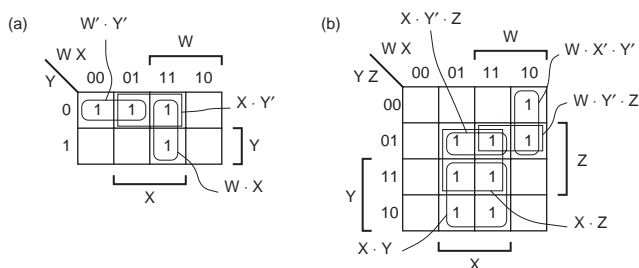 (a)
W′ · Y′
W X
W
Y
00 01 11 10
0 1 1 1
X · Y′
1 1
Y
X
W · X
(b)
X · Y′ · Z
W X
W
W · X′ · Y′
Y Z
00 01 11 10
00 1
W · Y′ · Z
01 1 1 1
Z
11 1 1
Y
10 1 1
X · Z
X · Y
X